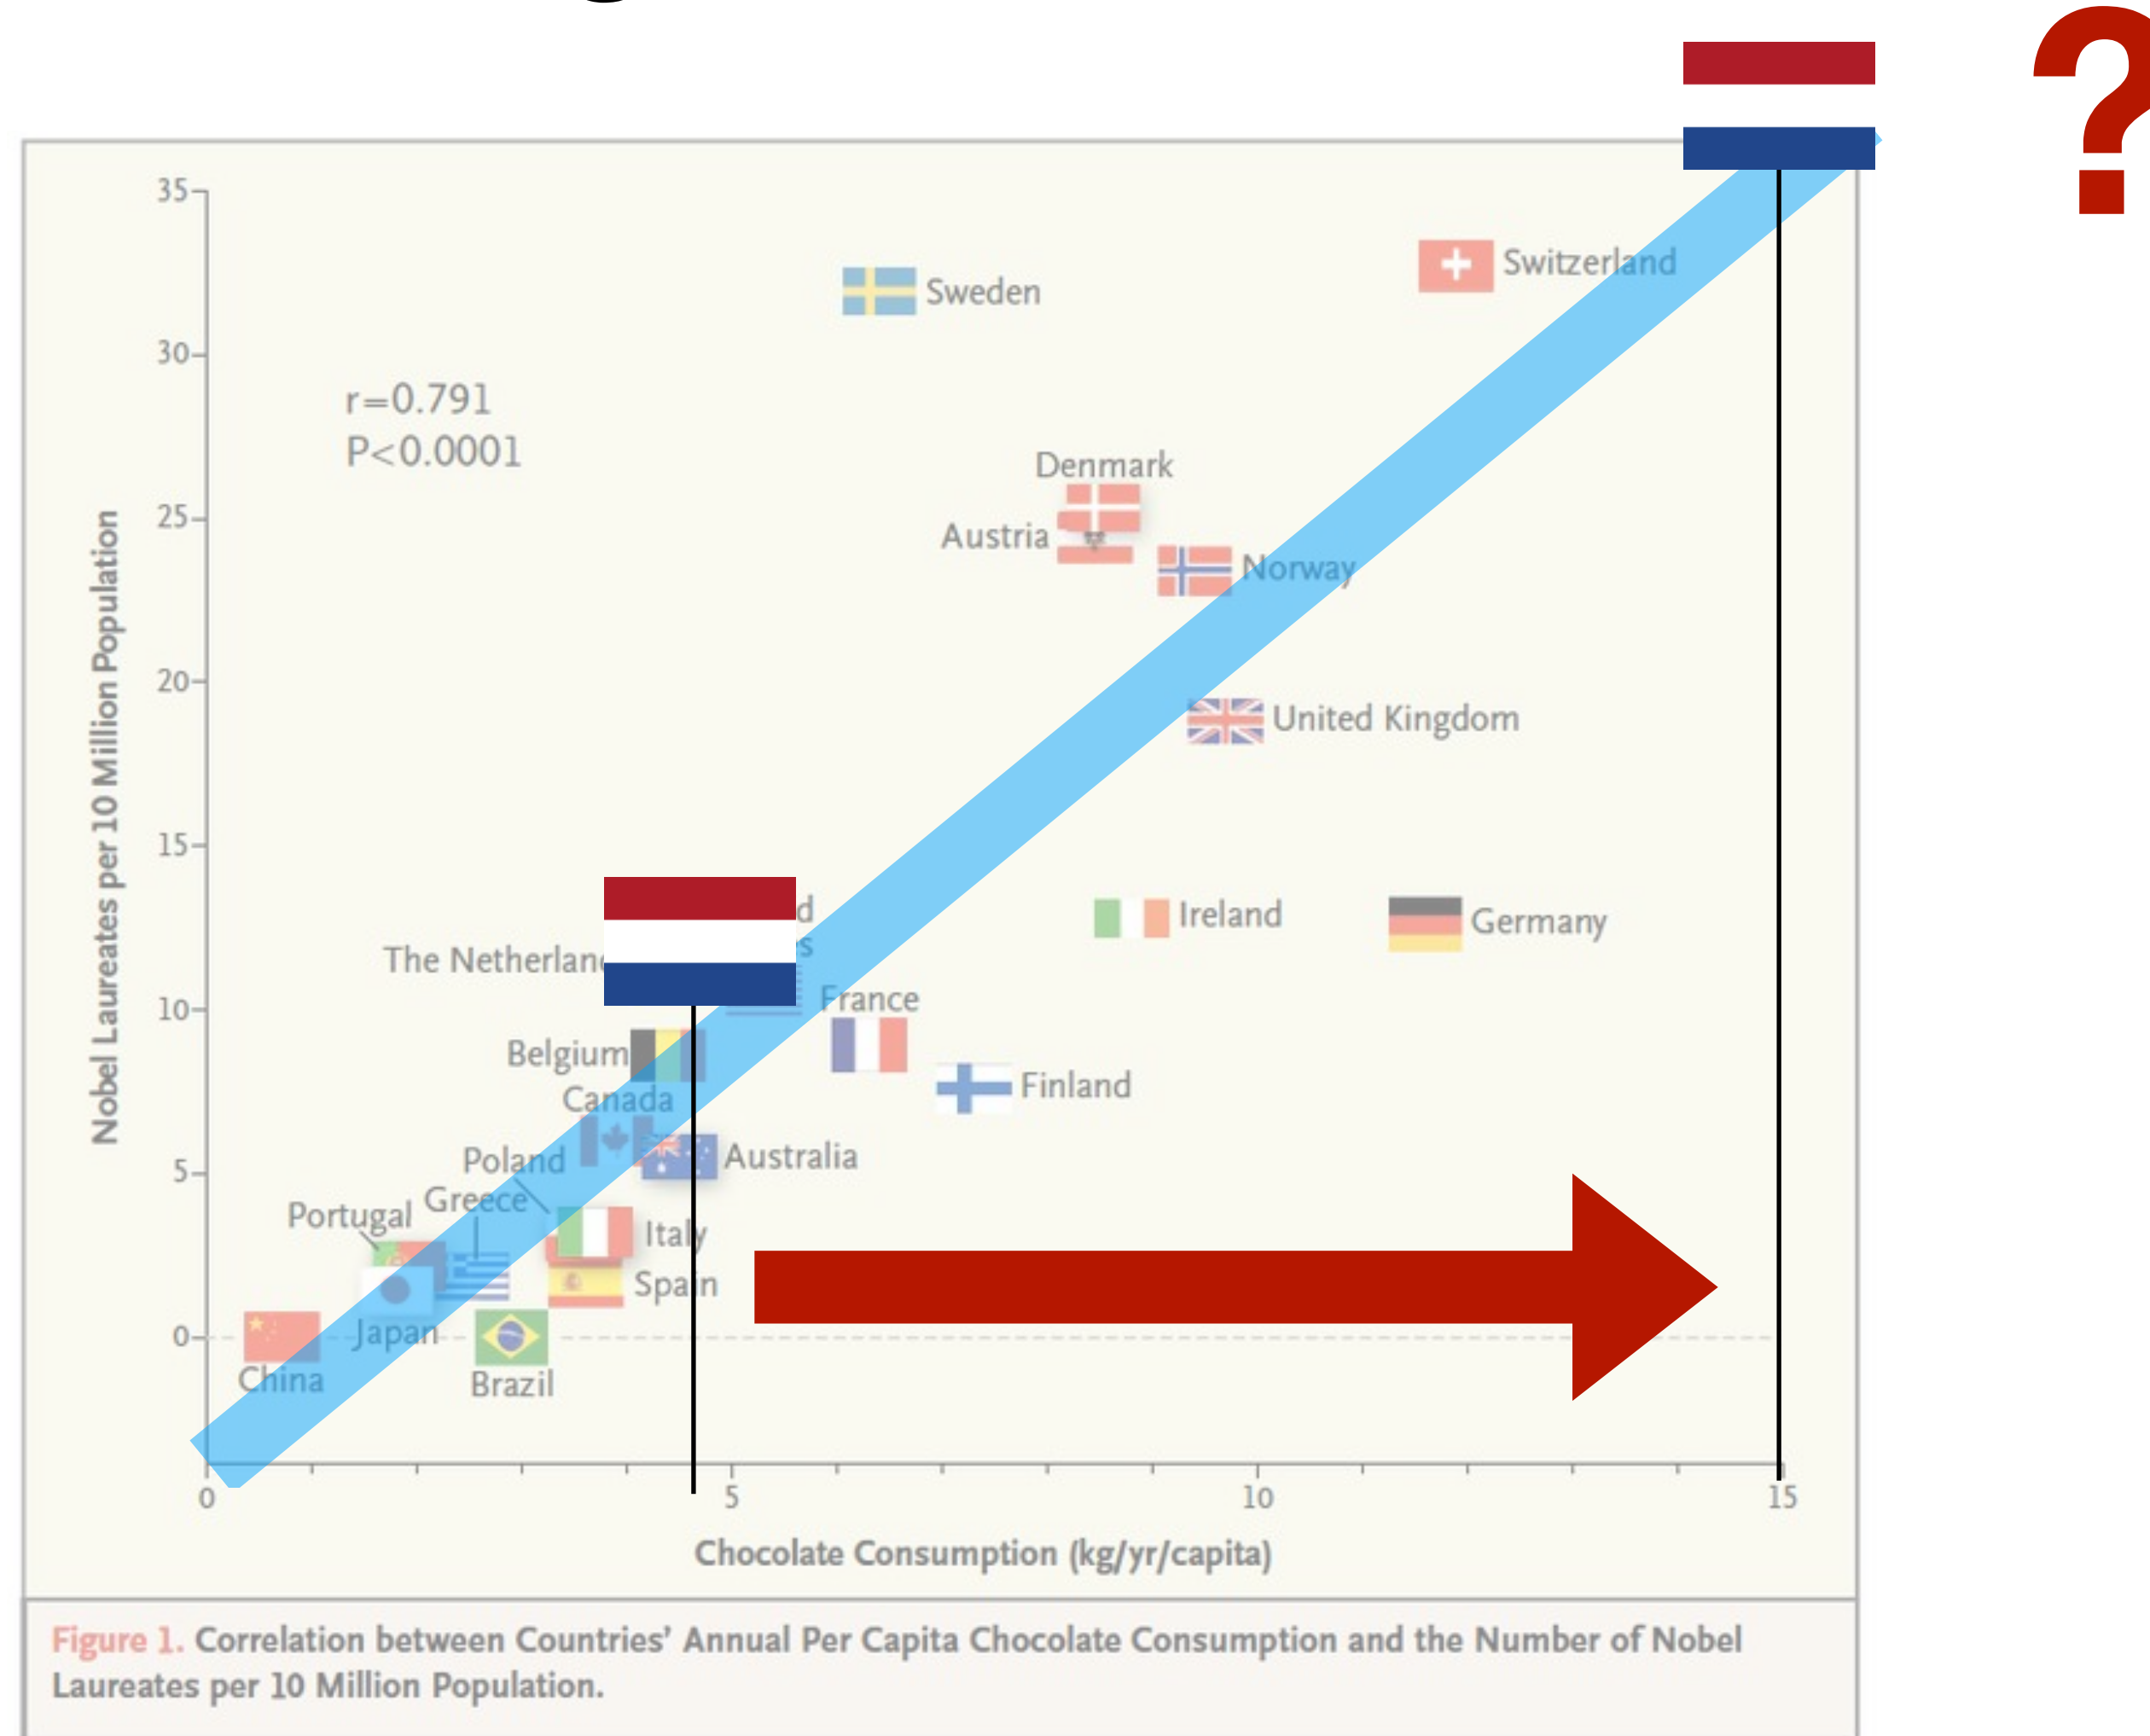 ?
35
Sweden
Switzerland
30
r=0.791
P<0.0001
Denmark
25
Austria
Norway
Nobel Laureates per 10 Million Population
20
United Kingdom
15
Ireland
Germany
The Netherlan
France
10
Belgium
Finland
Canada
Australia
Poland
5
Greece
Portugal
Italy
Spain
0
Japan
China
Brazil
0 5 10 15
Chocolate Consumption (kg/yr/capita)
Figure 1. Correlation between Countries’ Annual Per Capita Chocolate Consumption and the Number of Nobel
Laureates per 10 Million Population.